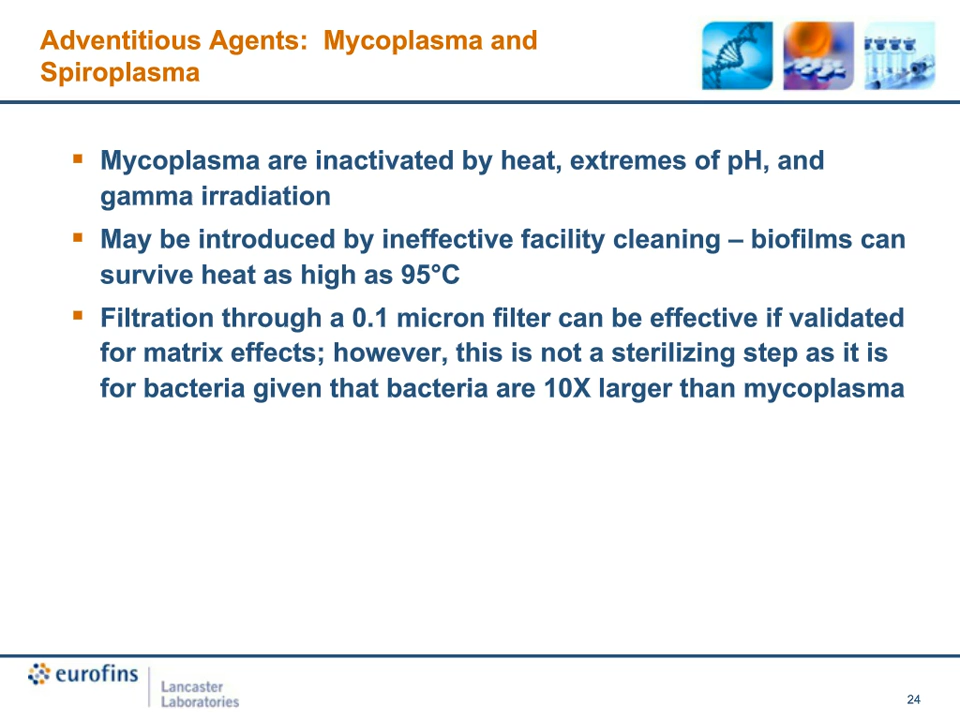 Adventitious Agents:  Mycoplasma and
Spiroplasma
Mycoplasma are inactivated by heat, extremes of pH, and
gamma irradiation
May be introduced by ineffective facility cleaning – biofilms can
survive heat as high as 95°C
Filtration through a 0.1 micron filter can be effective if validated
for matrix effects; however, this is not a sterilizing step as it is
for bacteria given that bacteria are 10X larger than mycoplasma
eurofins
Lancaster
Laboratories
24